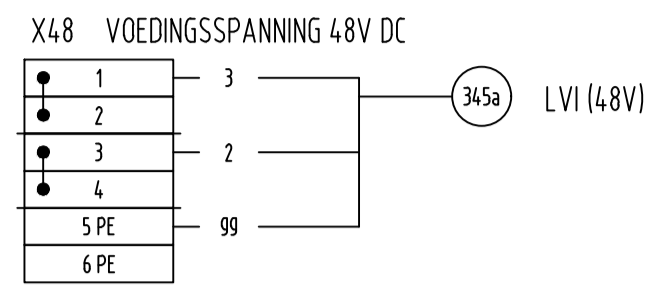 X48 VOEDINGSSPANNING 48V DC
1 3
2
3 2
4
5 PE gg
6 PE
345a LVI (48V)